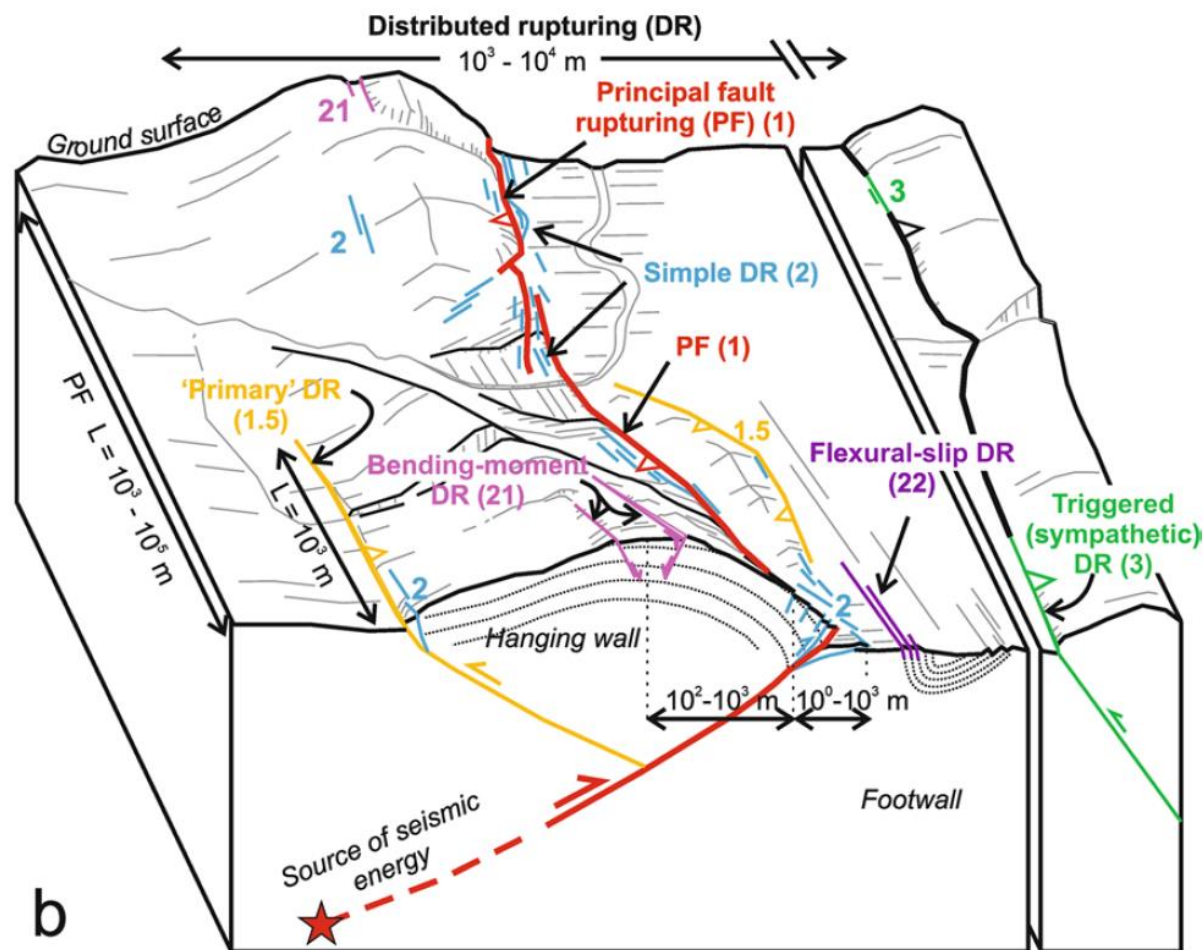 Distributed rupturing (DR)
10³ - 10⁴ m
21
Ground surface
Principal fault
rupturing (PF) (1)
3
2
Simple DR (2)
PF (1)
'Primary' DR
(1.5)
1.5
PF L = 10³ - 10⁵ m
L = 10³ m
Bending-moment
DR (21)
Flexural-slip DR
(22)
Triggered
(sympathetic)
DR (3)
2
2
Hanging wall
10²-10³ m
10⁰-10³ m
Footwall
Source of seismic
energy
b